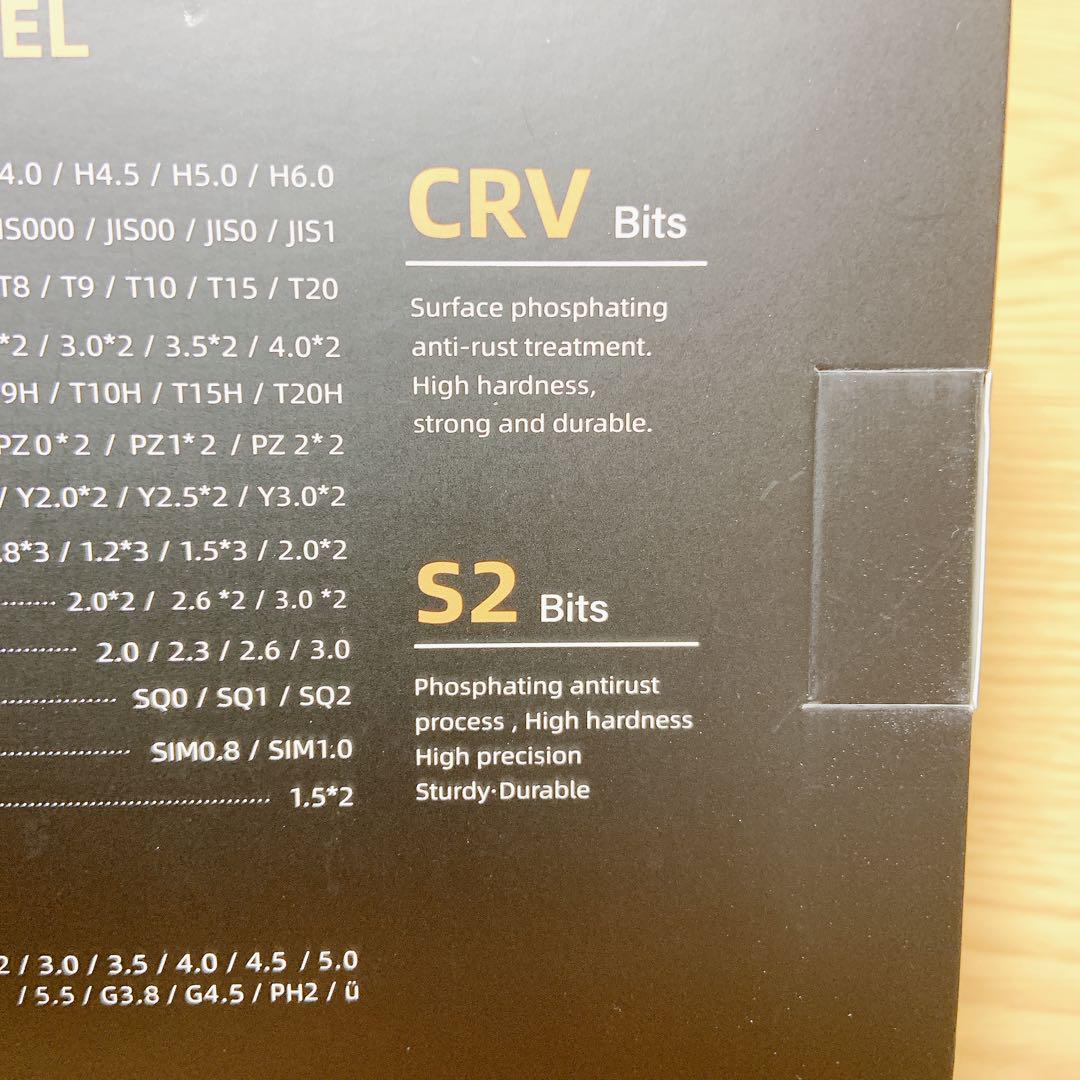 EL
4.0 / H4.5 / H5.0 / H6.0
IS000 / JIS00 / JIS0 / JIS1
T8 / T9 / T10 / T15 / T20
*2 / 3.0*2 / 3.5*2 / 4.0*2
9H / T10H / T15H / T20H
PZ 0*2 / PZ1*2 / PZ 2*2
/ Y2.0*2 / Y2.5*2 / Y3.0*2
.8*3 / 1.2*3 / 1.5*3 / 2.0*2
2.0*2 / 2.6 *2 / 3.0 *2
2.0 / 2.3 / 2.6 / 3.0
SQ0 / SQ1 / SQ2
SIM0.8 / SIM1.0
1.5*2
2 / 3.0 / 3.5 / 4.0 / 4.5 / 5.0
/ 5.5 / G3.8 / G4.5 / PH2 / ü
CRV Bits
Surface phosphating
anti-rust treatment.
High hardness,
strong and durable.
S2 Bits
Phosphating antirust
process , High hardness
High precision
Sturdy·Durable